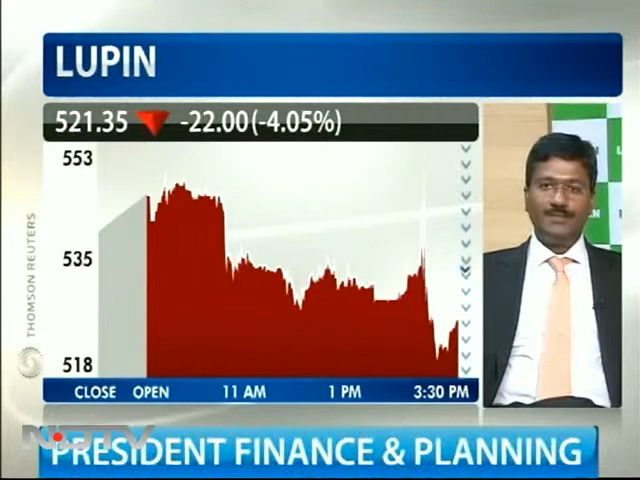 LUPIN
521.35 -22.00(-4.05%)
553
535
518
CLOSE OPEN 11 AM 1 PM 3:30 PM
THOMSON REUTERS
NDTV
PRESIDENT FINANCE & PLANNING